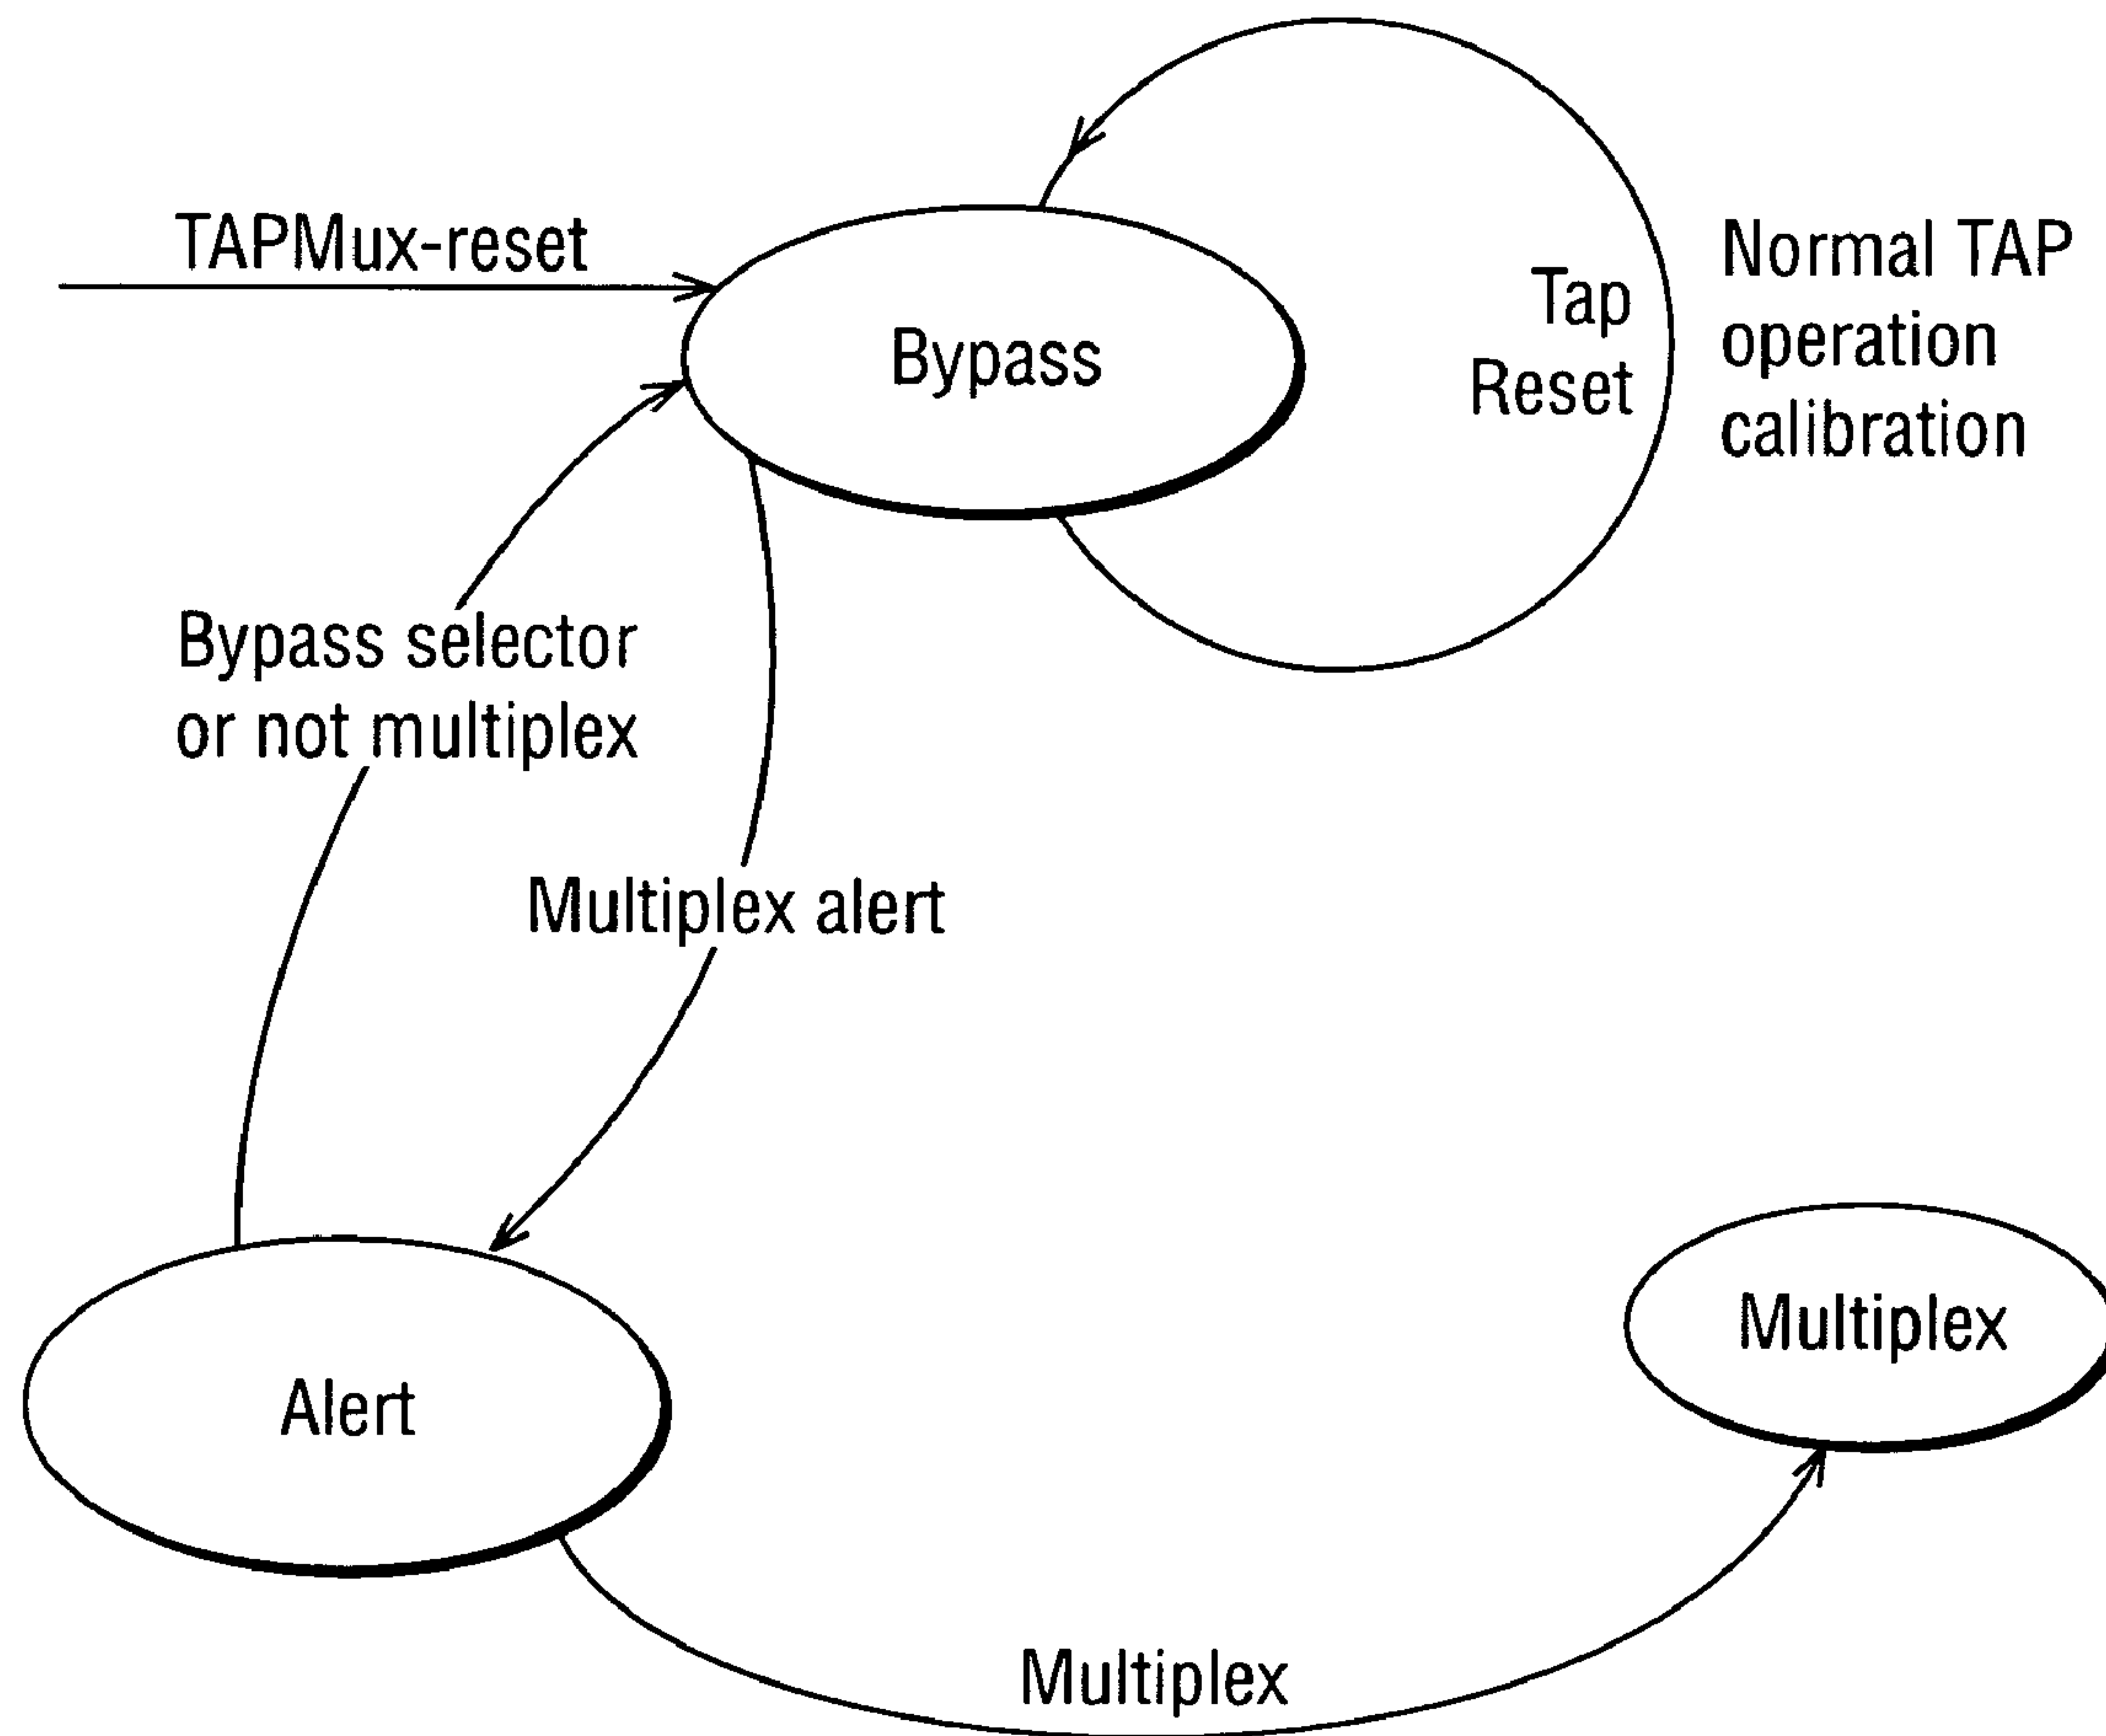 TAPMux-reset
Bypass
Tap
Reset
Normal TAP
operation
calibration
Bypass selector
or not multiplex
Multiplex alert
Alert
Multiplex
Multiplex